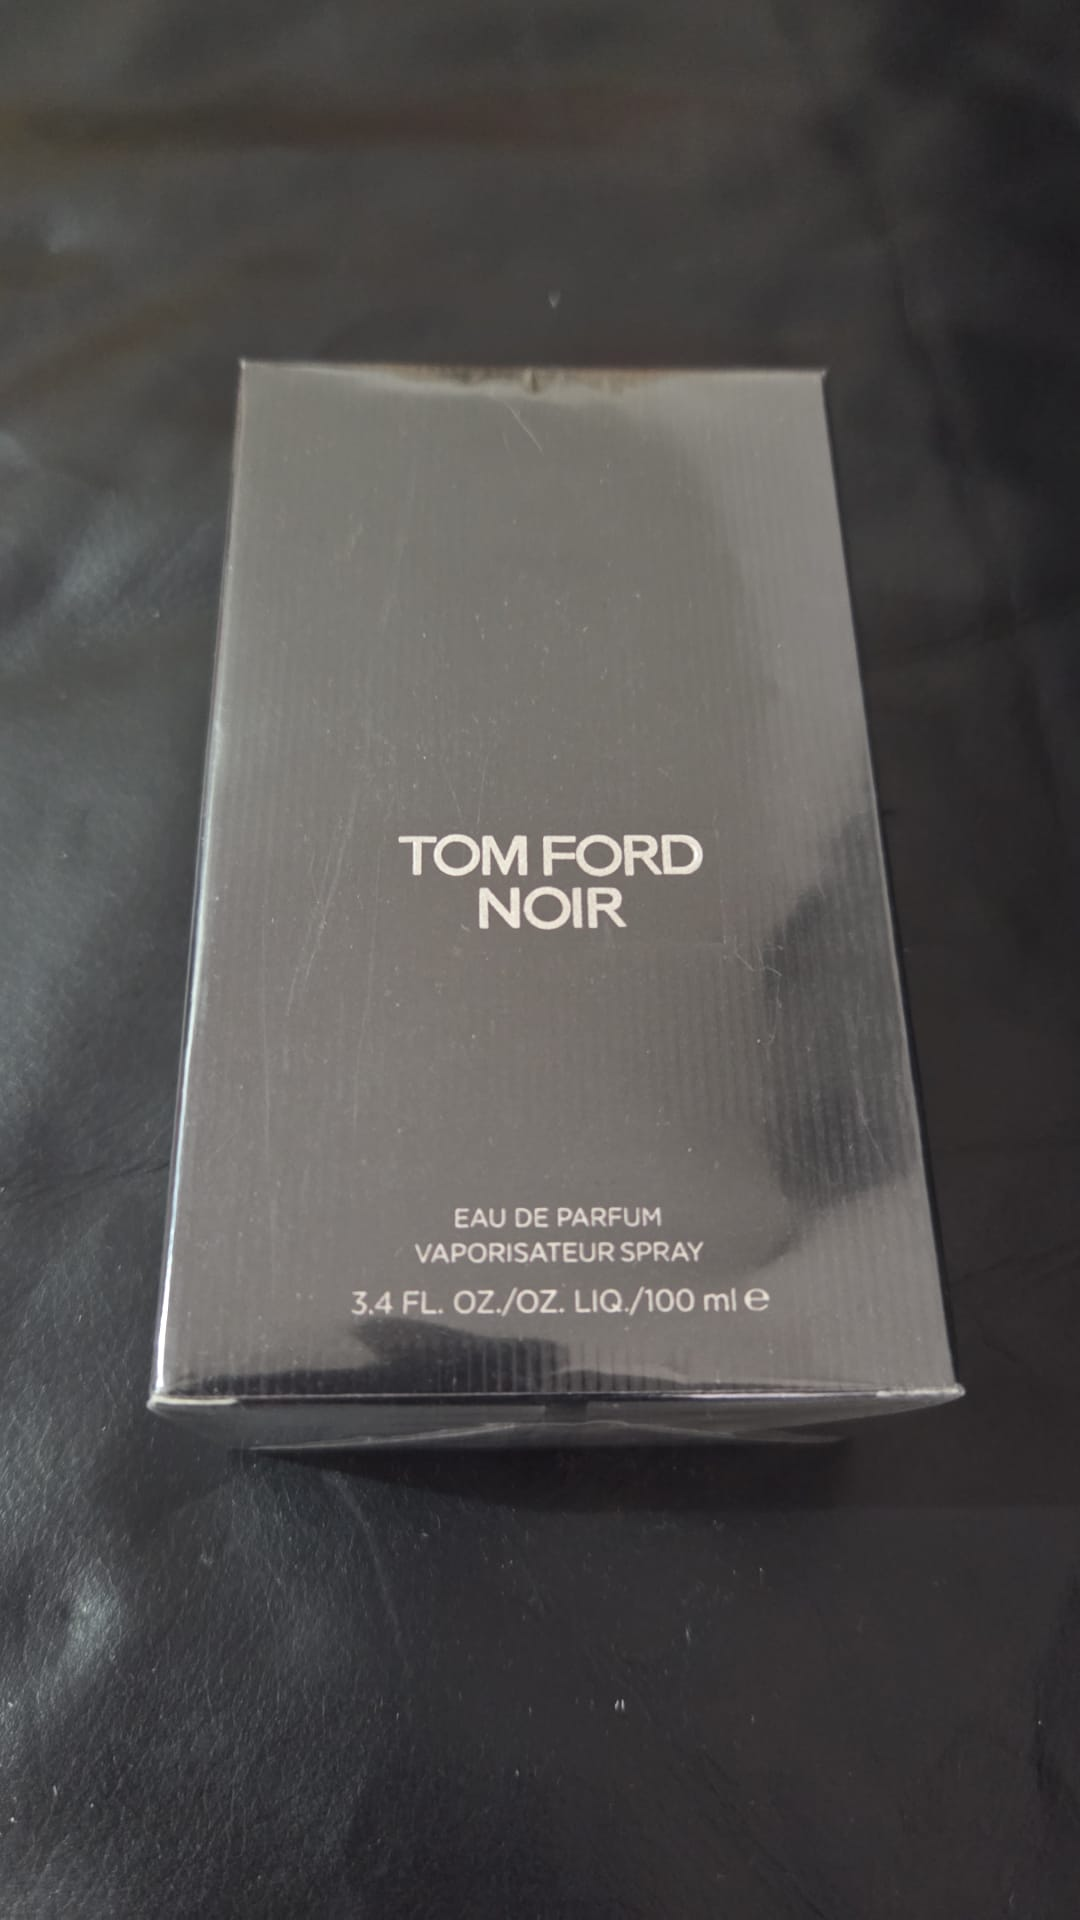 TOM FORD
NOIR
EAU DE PARFUM
VAPORISATEUR SPRAY
3.4 FL. OZ./OZ. LIQ./100 ml ℮